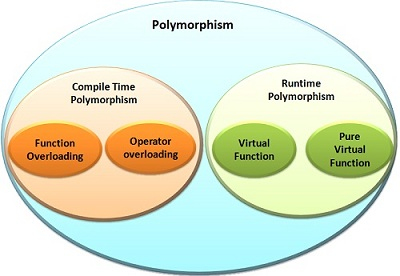 Polymorphism
Compile Time
Polymorphism
Function
Overloading
Operator
overloading
Runtime
Polymorphism
Virtual
Function
Pure
Virtual
Function